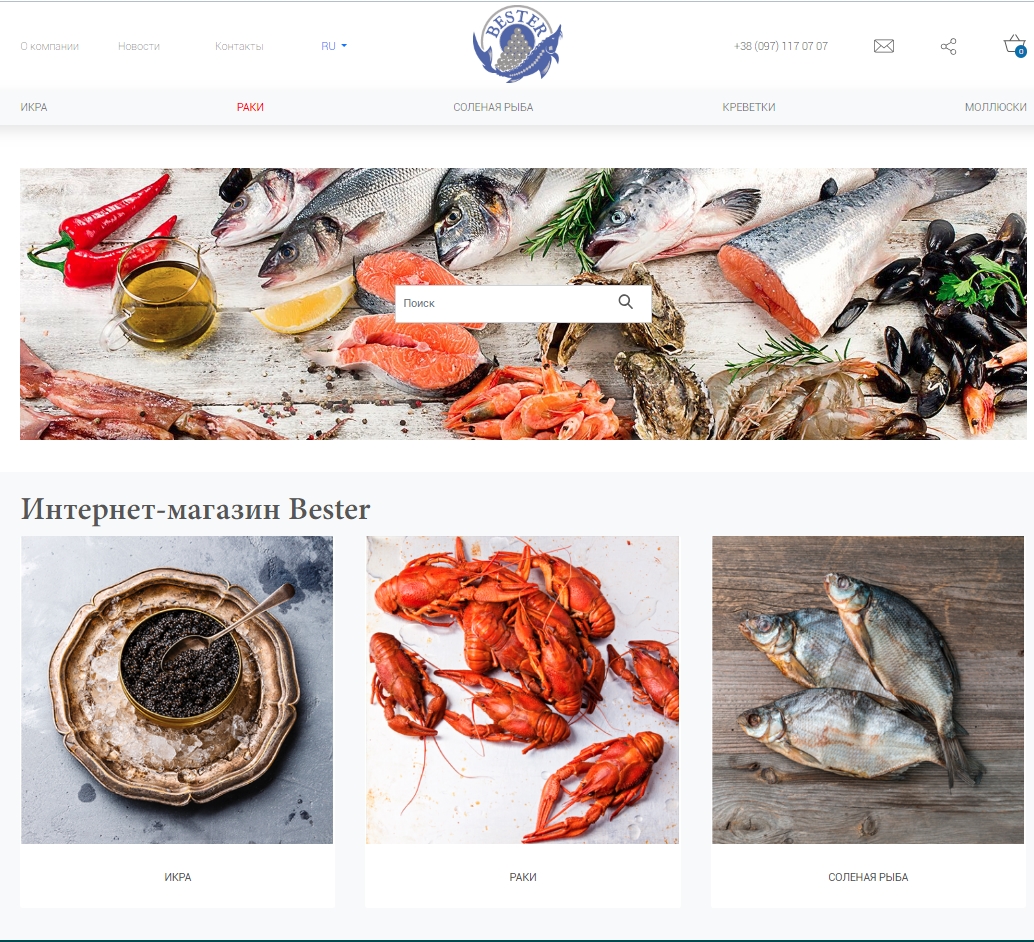 О компании
Новости
Контакты
RU
BESTER
+38 (097) 117 07 07
0
ИКРА
РАКИ
СОЛЕНАЯ РЫБА
КРЕВЕТКИ
МОЛЛЮСКИ
Поиск
Интернет-магазин Bester
ИКРА
РАКИ
СОЛЕНАЯ РЫБА